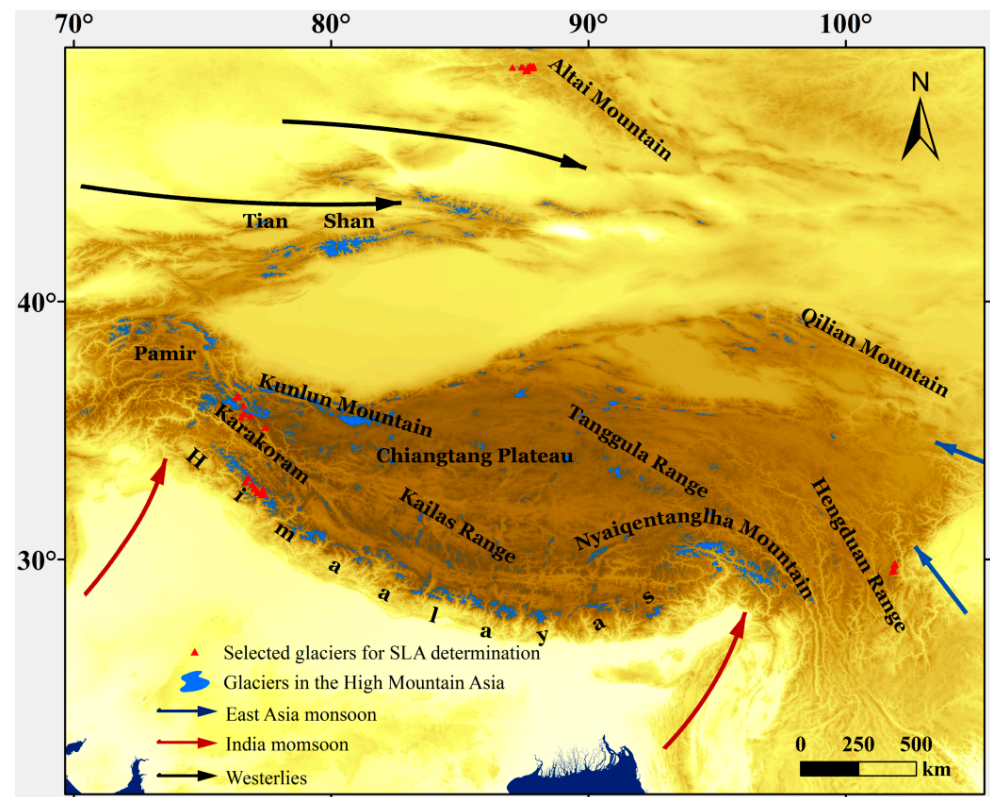 70° 80° 90° 100°
N
Altai Mountain
Tian Shan
40°
Qilian Mountain
Pamir
Kunlun Mountain
Karakoram
Tanggula Range
Chiangtang Plateau
Himalayas
Kailas Range
Nyaiqentanglha Mountain
Hengduan Range
30°
Selected glaciers for SLA determination
Glaciers in the High Mountain Asia
East Asia monsoon
India momsoon
Westerlies
0 250 500
km